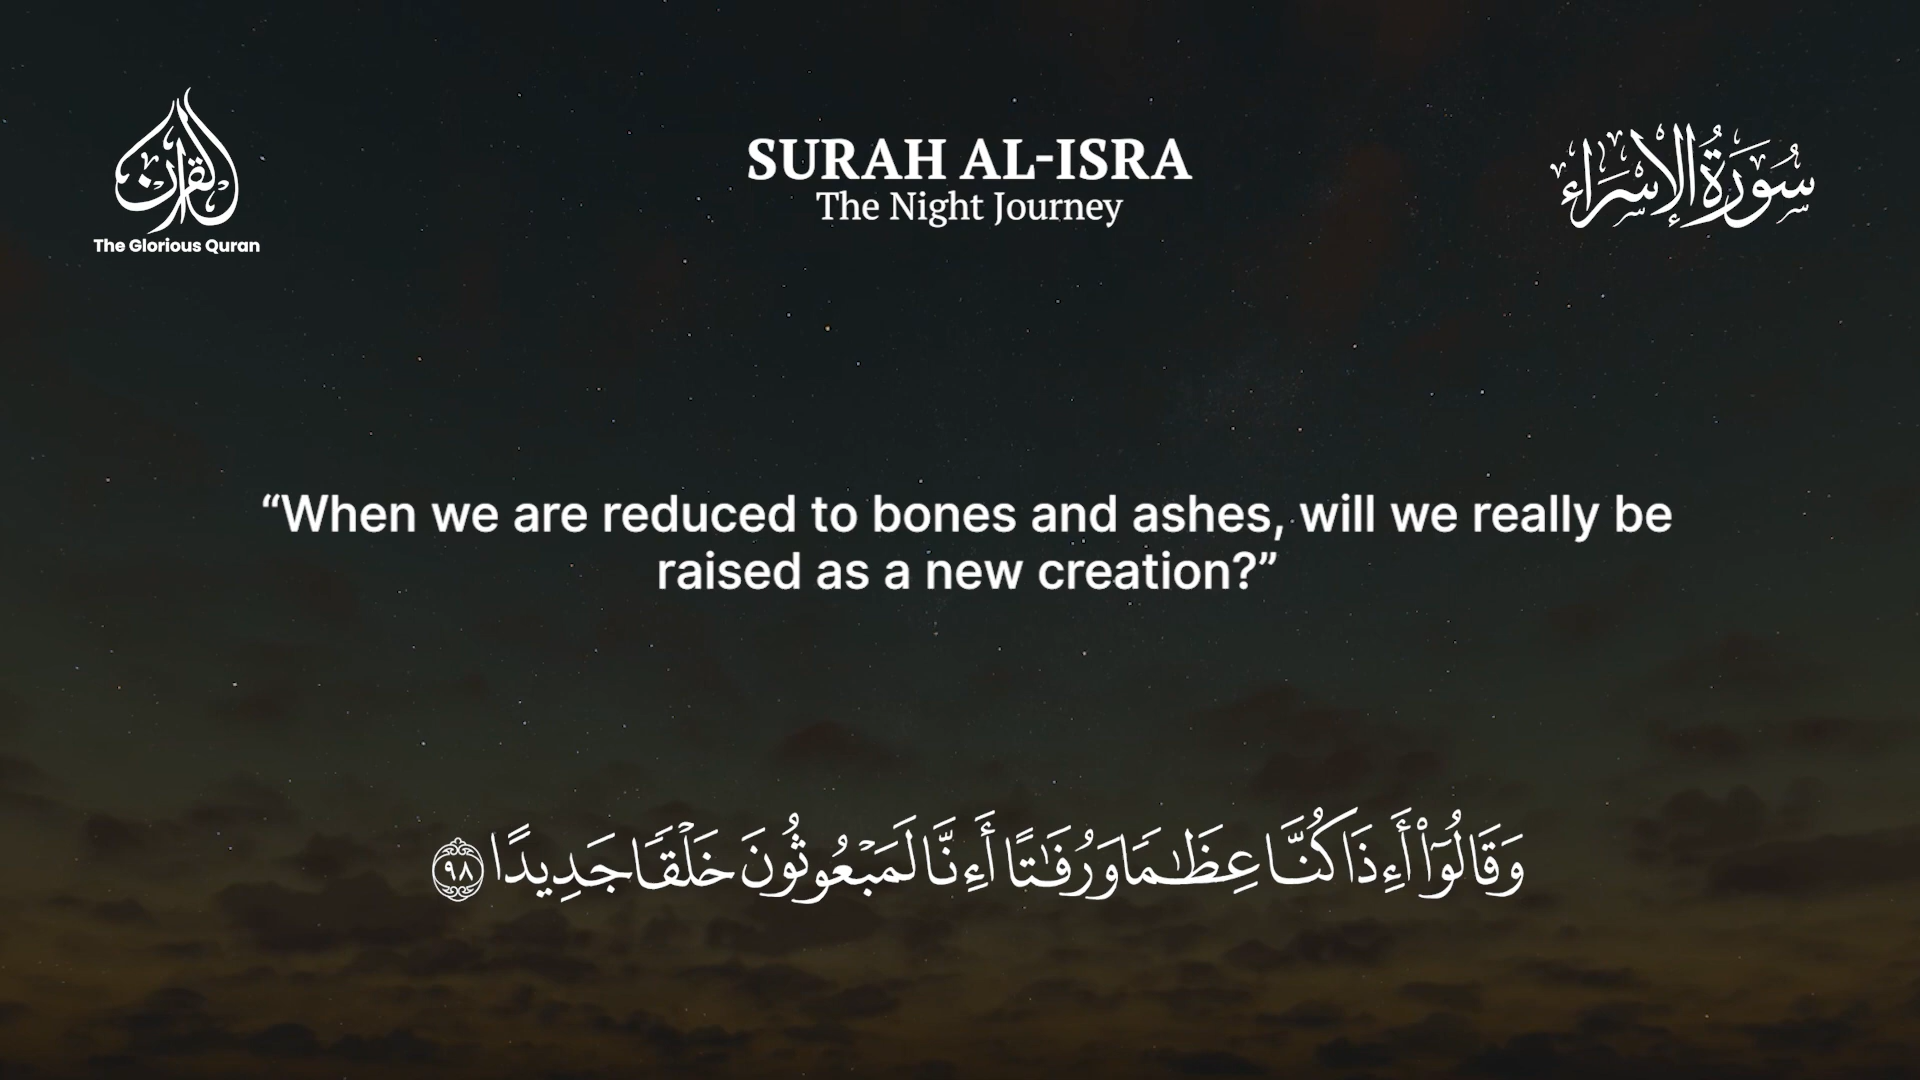 القرآن
The Glorious Quran
SURAH AL-ISRA
The Night Journey
سُورَةُ الإِسْرَاء
“When we are reduced to bones and ashes, will we really be
raised as a new creation?”
وَقَالُوٓا۟ أَءِذَا كُنَّا عِظَـٰمًا وَرُفَـٰتًا أَءِنَّا لَمَبْعُوثُونَ خَلْقًا جَدِيدًا ٩٨